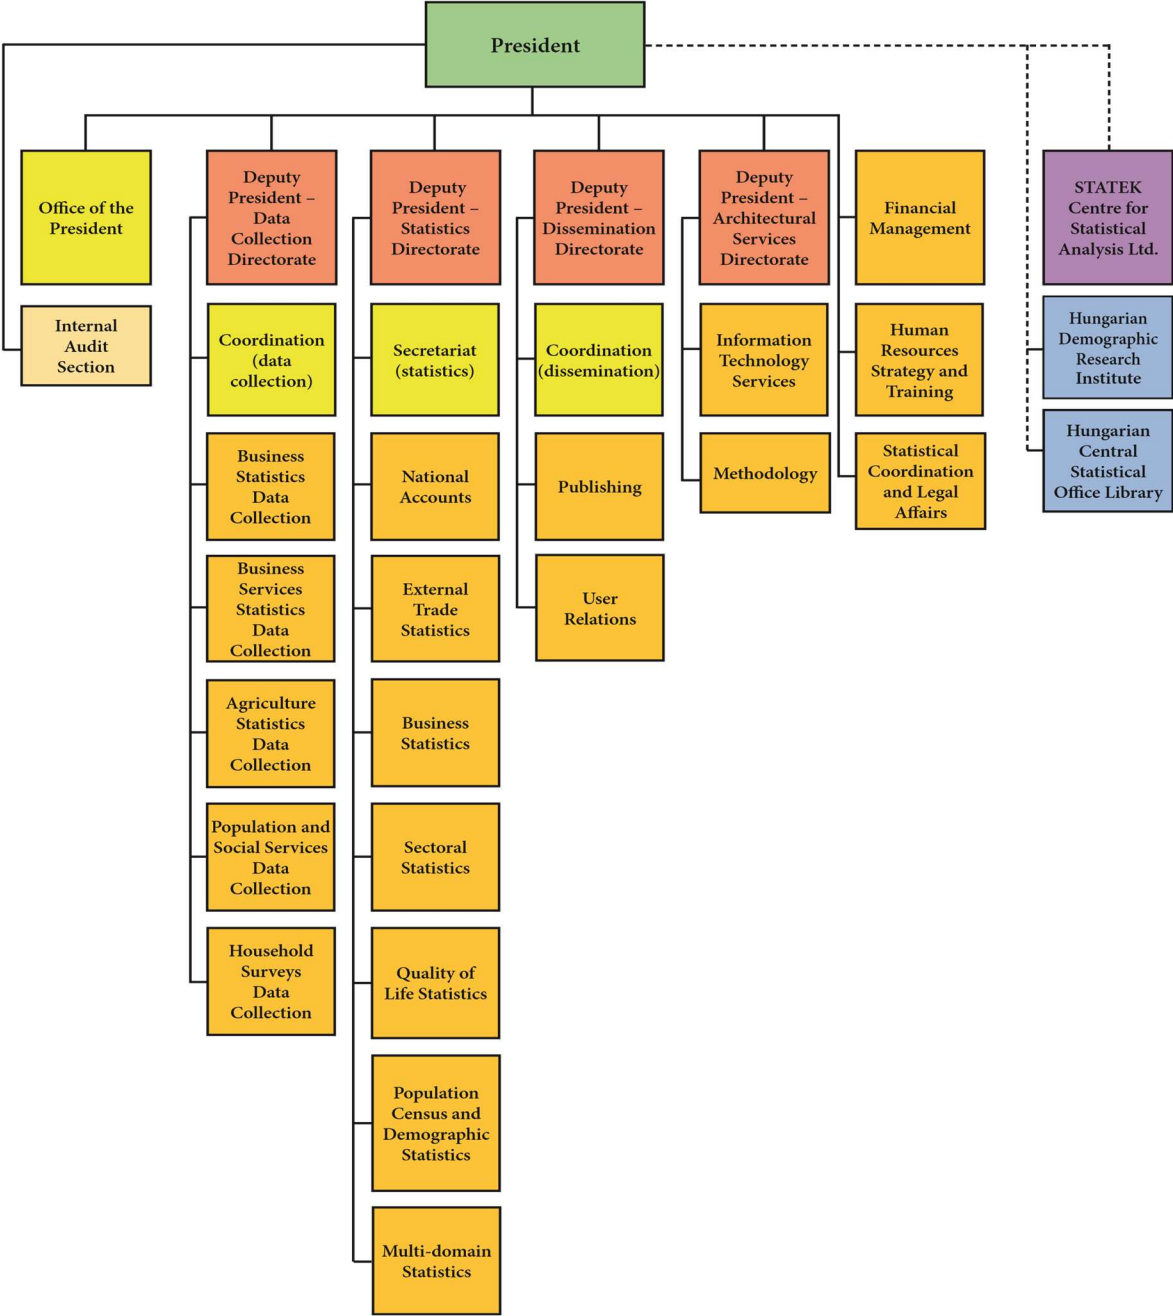 President
Office of the
President
Internal
Audit
Section
Deputy
President –
Data
Collection
Directorate
Coordination
(data
collection)
Business
Statistics
Data
Collection
Business
Services
Statistics
Data
Collection
Agriculture
Statistics
Data
Collection
Population and
Social Services
Data
Collection
Household
Surveys
Data
Collection
Deputy
President –
Statistics
Directorate
Secretariat
(statistics)
National
Accounts
External
Trade
Statistics
Business
Statistics
Sectoral
Statistics
Quality of
Life Statistics
Population
Census and
Demographic
Statistics
Multi-domain
Statistics
Deputy
President –
Dissemination
Directorate
Coordination
(dissemination)
Publishing
User
Relations
Deputy
President –
Architectural
Services
Directorate
Information
Technology
Services
Methodology
Financial
Management
Human
Resources
Strategy and
Training
Statistical
Coordination
and Legal
Affairs
STATEK
Centre for
Statistical
Analysis Ltd.
Hungarian
Demographic
Research
Institute
Hungarian
Central
Statistical
Office Library